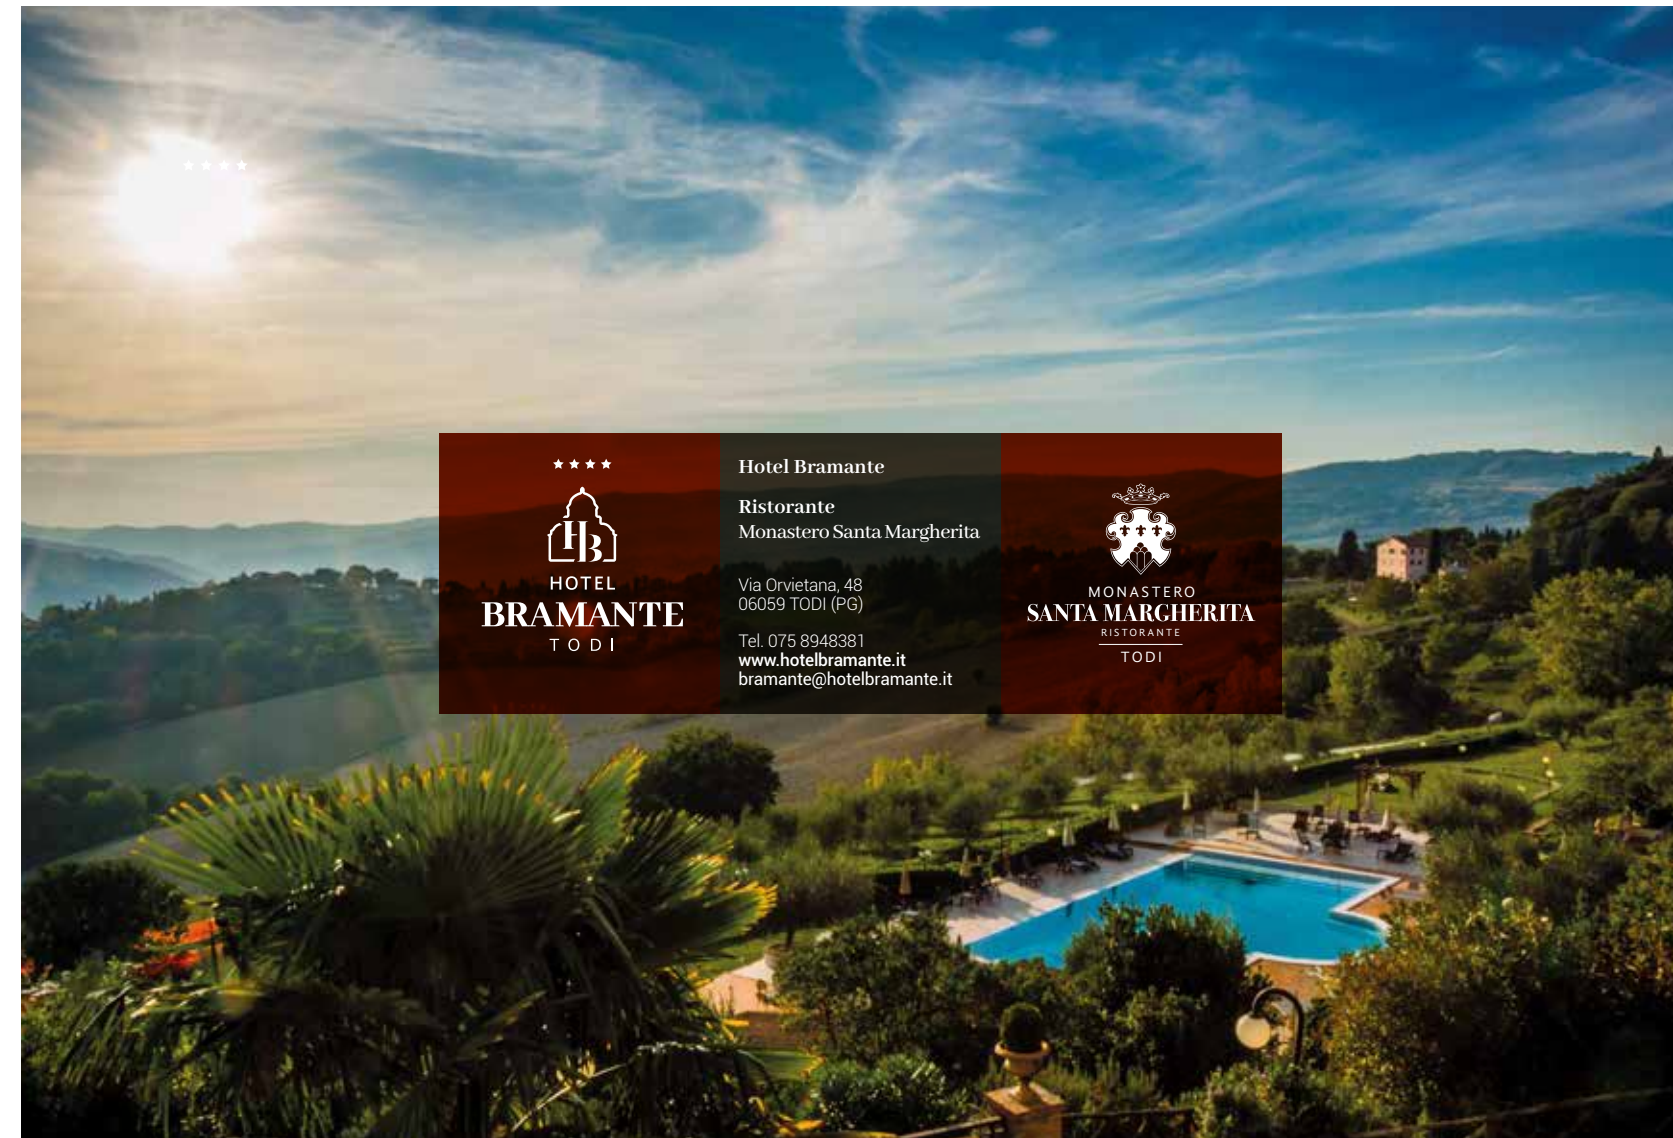 HB
HOTEL
BRAMANTE
TODI
Hotel Bramante
Ristorante
Monastero Santa Margherita
Via Orvietana, 48
06059 TODI (PG)
Tel. 075 8948381
www.hotelbramante.it
bramante@hotelbramante.it
MONASTERO
SANTA MARGHERITA
RISTORANTE
TODI